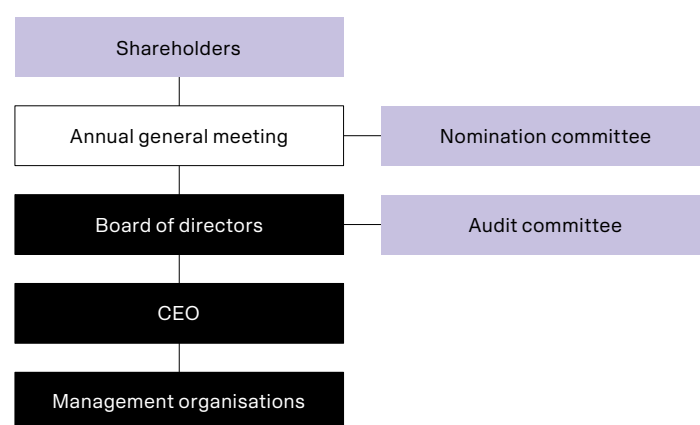 Shareholders
Annual general meeting
Nomination committee
Board of directors
Audit committee
CEO
Management organisations